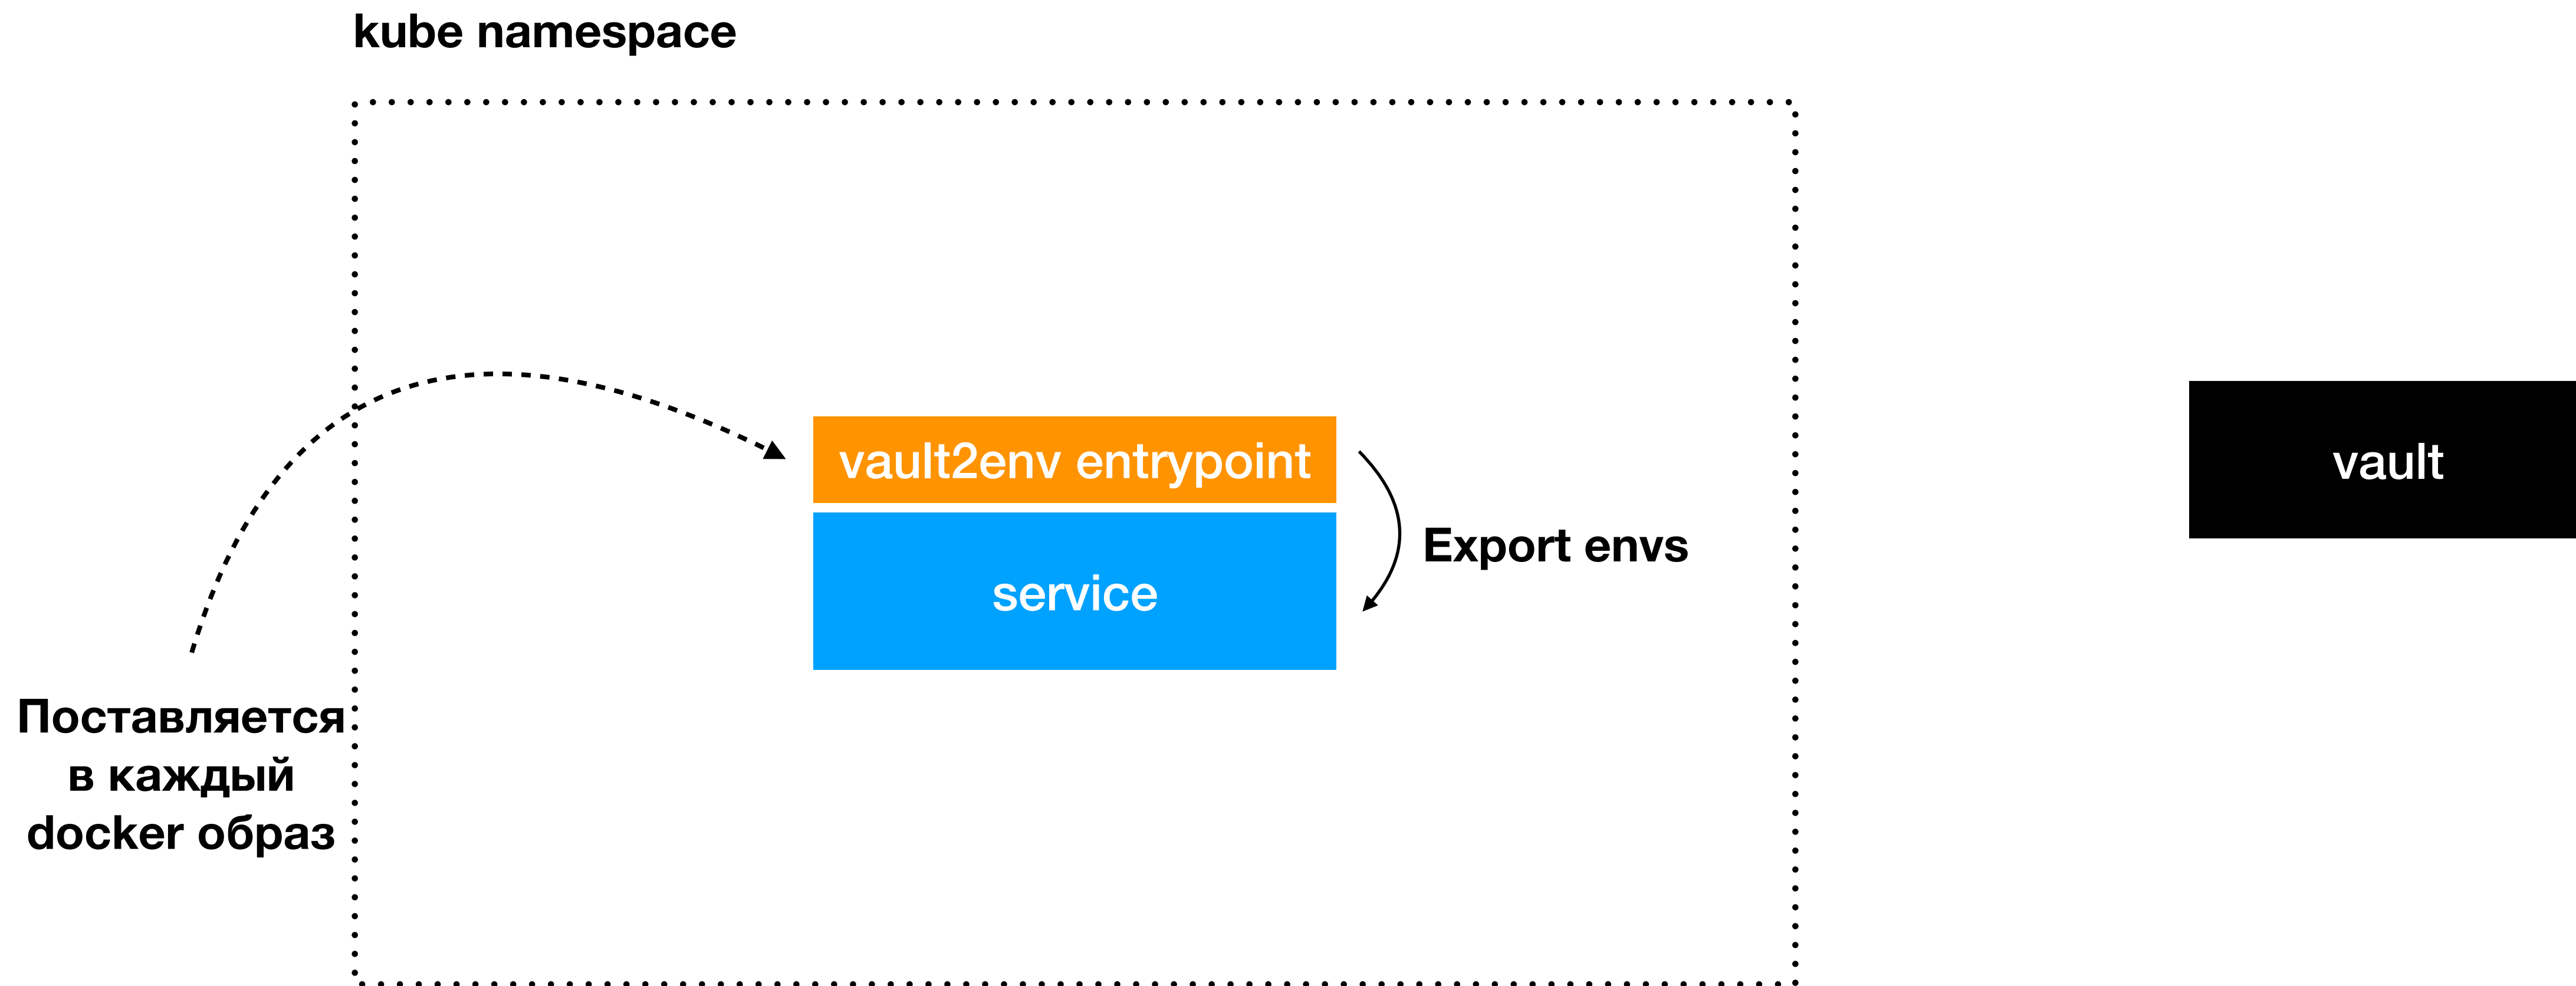 kube namespace
vault2env entrypoint
vault
Export envs
service
Поставляется
в каждый
docker образ